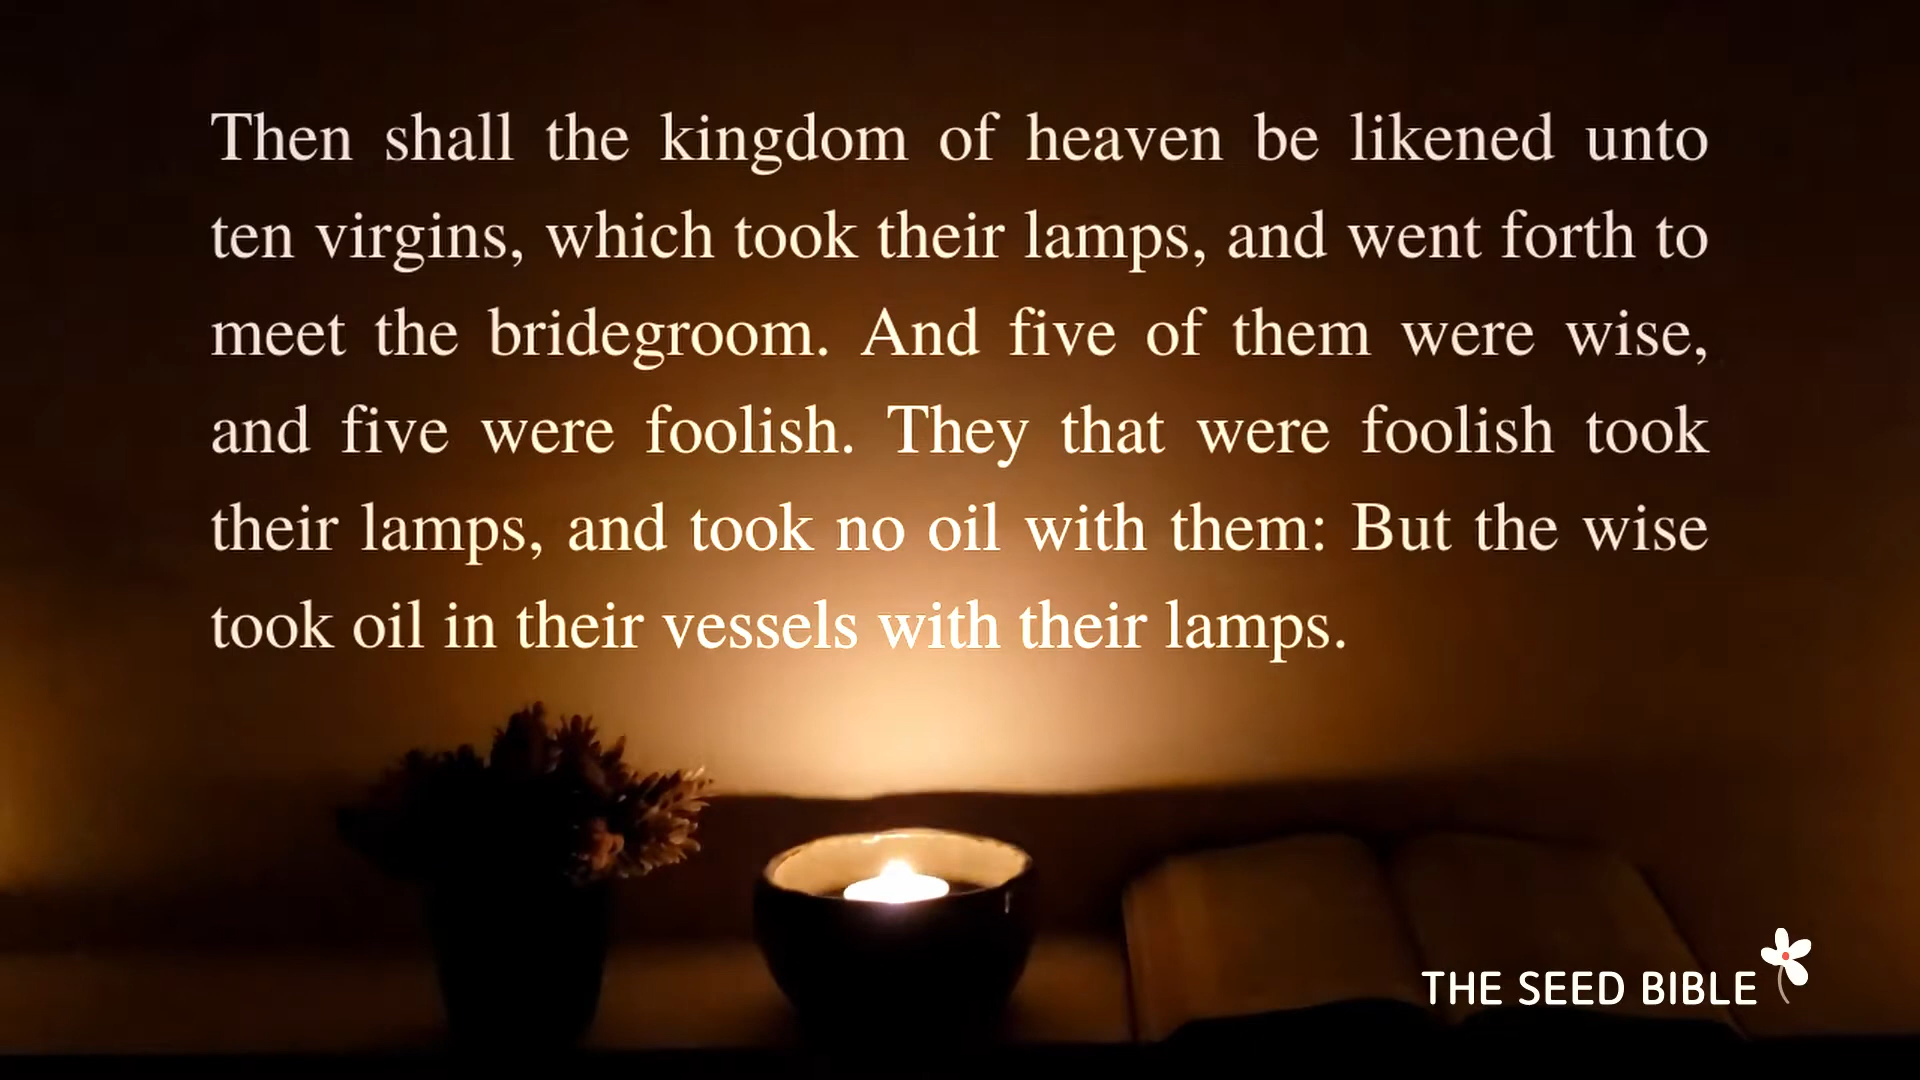 Then shall the kingdom of heaven be likened unto
ten virgins, which took their lamps, and went forth to
meet the bridegroom. And five of them were wise,
and five were foolish. They that were foolish took
their lamps, and took no oil with them: But the wise
took oil in their vessels with their lamps.
THE SEED BIBLE